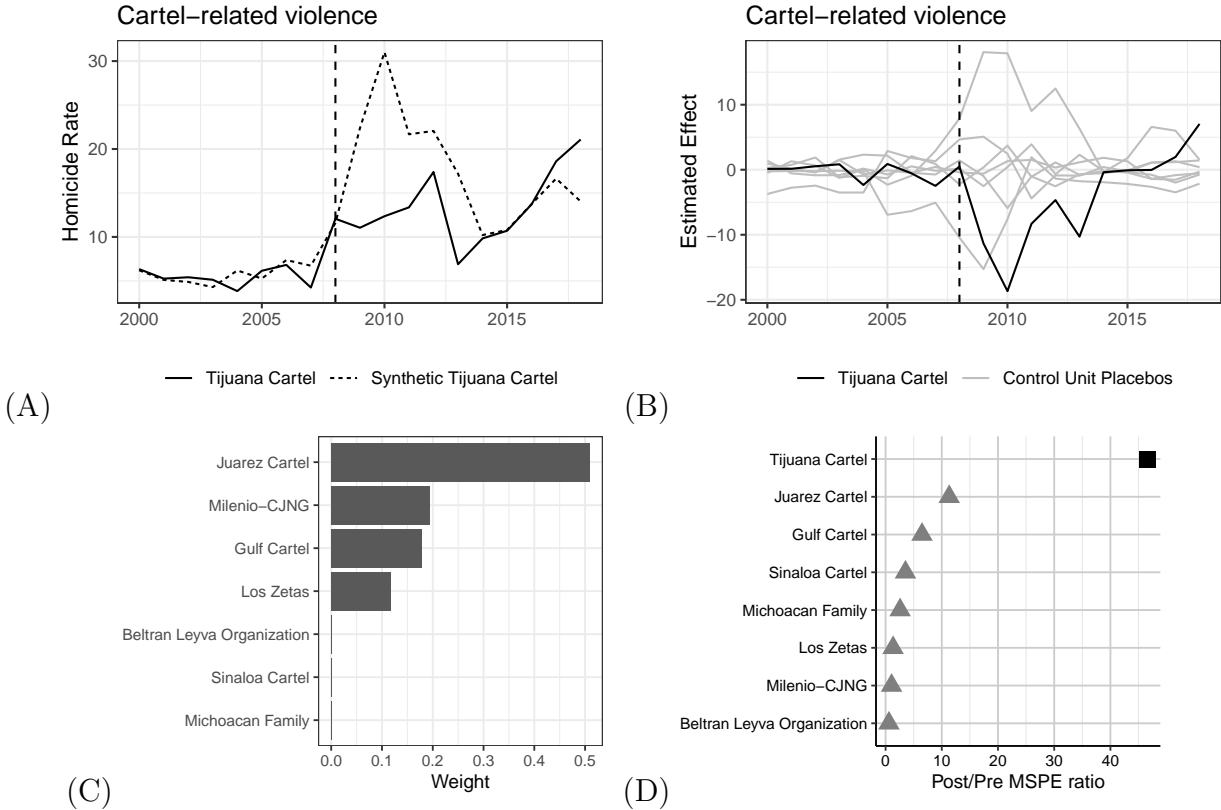 Cartel−related violence
Homicide Rate
30
20
10
2000 2005 2010 2015
Tijuana Cartel Synthetic Tijuana Cartel
(A)
Cartel−related violence
Estimated Effect
10
0
−10
−20
2000 2005 2010 2015
Tijuana Cartel Control Unit Placebos
(B)
Juarez Cartel
Milenio−CJNG
Gulf Cartel
Los Zetas
Beltran Leyva Organization
Sinaloa Cartel
Michoacan Family
0.0 0.1 0.2 0.3 0.4 0.5
Weight
(C)
Tijuana Cartel
Juarez Cartel
Gulf Cartel
Sinaloa Cartel
Michoacan Family
Los Zetas
Milenio−CJNG
Beltran Leyva Organization
0 10 20 30 40
Post/Pre MSPE ratio
(D)